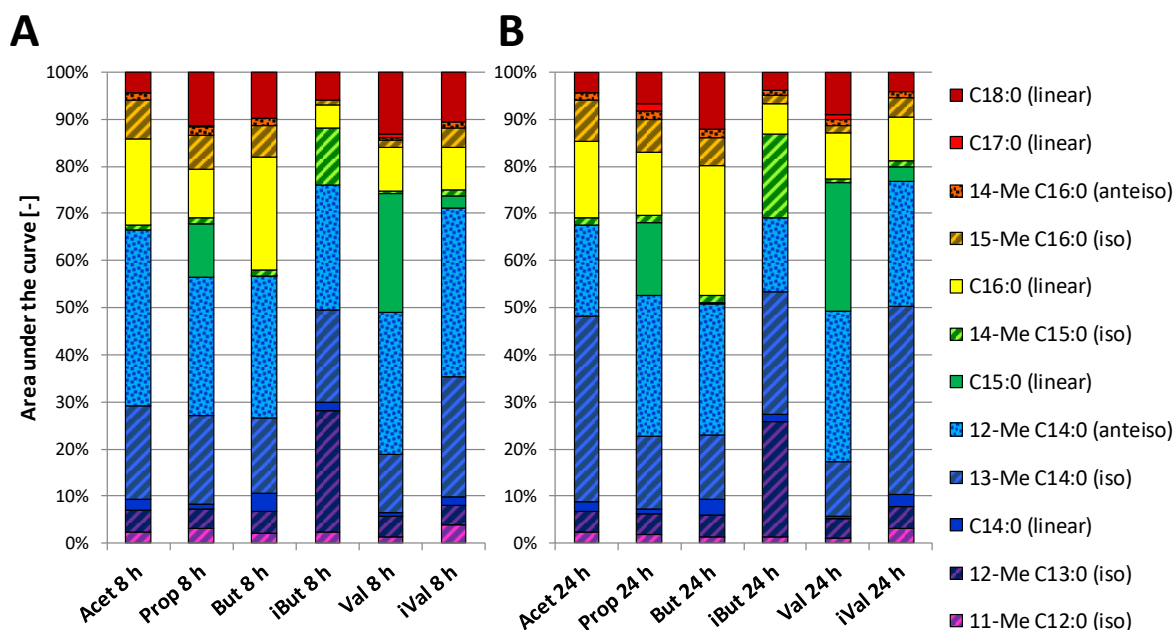 A
B
Area under the curve [-]
100%
90%
80%
70%
60%
50%
40%
30%
20%
10%
0%
Acet 8 h
Prop 8 h
But 8 h
iBut 8 h
Val 8 h
iVal 8 h
100%
90%
80%
70%
60%
50%
40%
30%
20%
10%
0%
Acet 24 h
Prop 24 h
But 24 h
iBut 24 h
Val 24 h
iVal 24 h
C18:0 (linear)
C17:0 (linear)
14-Me C16:0 (anteiso)
15-Me C16:0 (iso)
C16:0 (linear)
14-Me C15:0 (iso)
C15:0 (linear)
12-Me C14:0 (anteiso)
13-Me C14:0 (iso)
C14:0 (linear)
12-Me C13:0 (iso)
11-Me C12:0 (iso)